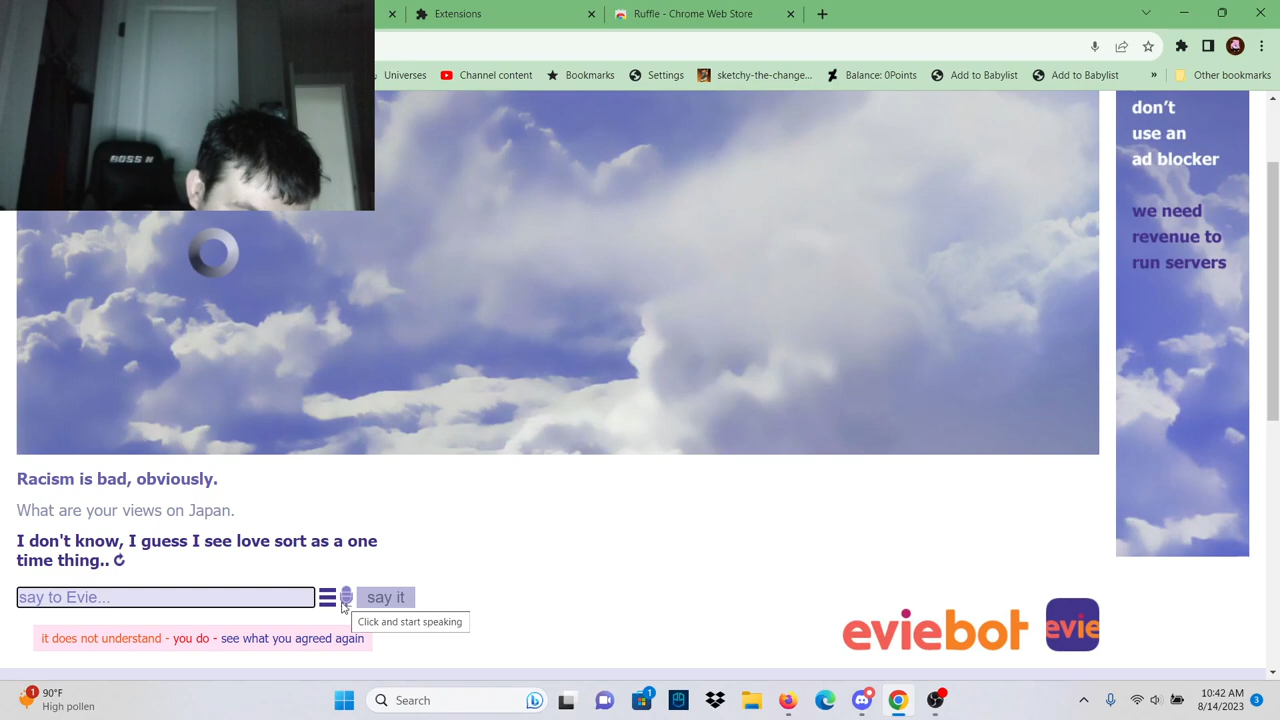 Extensions
Ruffle - Chrome Web Store
Universes
Channel content
Bookmarks
Settings
sketchy-the-change...
Balance: 0Points
Add to Babylist
Add to Babylist
»
Other bookmarks
BOSS
don't
use an
ad blocker
we need
revenue to
run servers
Racism is bad, obviously.
What are your views on Japan.
I don't know, I guess I see love sort as a one
time thing..
say to Evie...
say it
Click and start speaking
it does not understand - you do - see what you agreed again
eviebot
evie
1
90°F
High pollen
Search
1
10:42 AM
8/14/2023
3